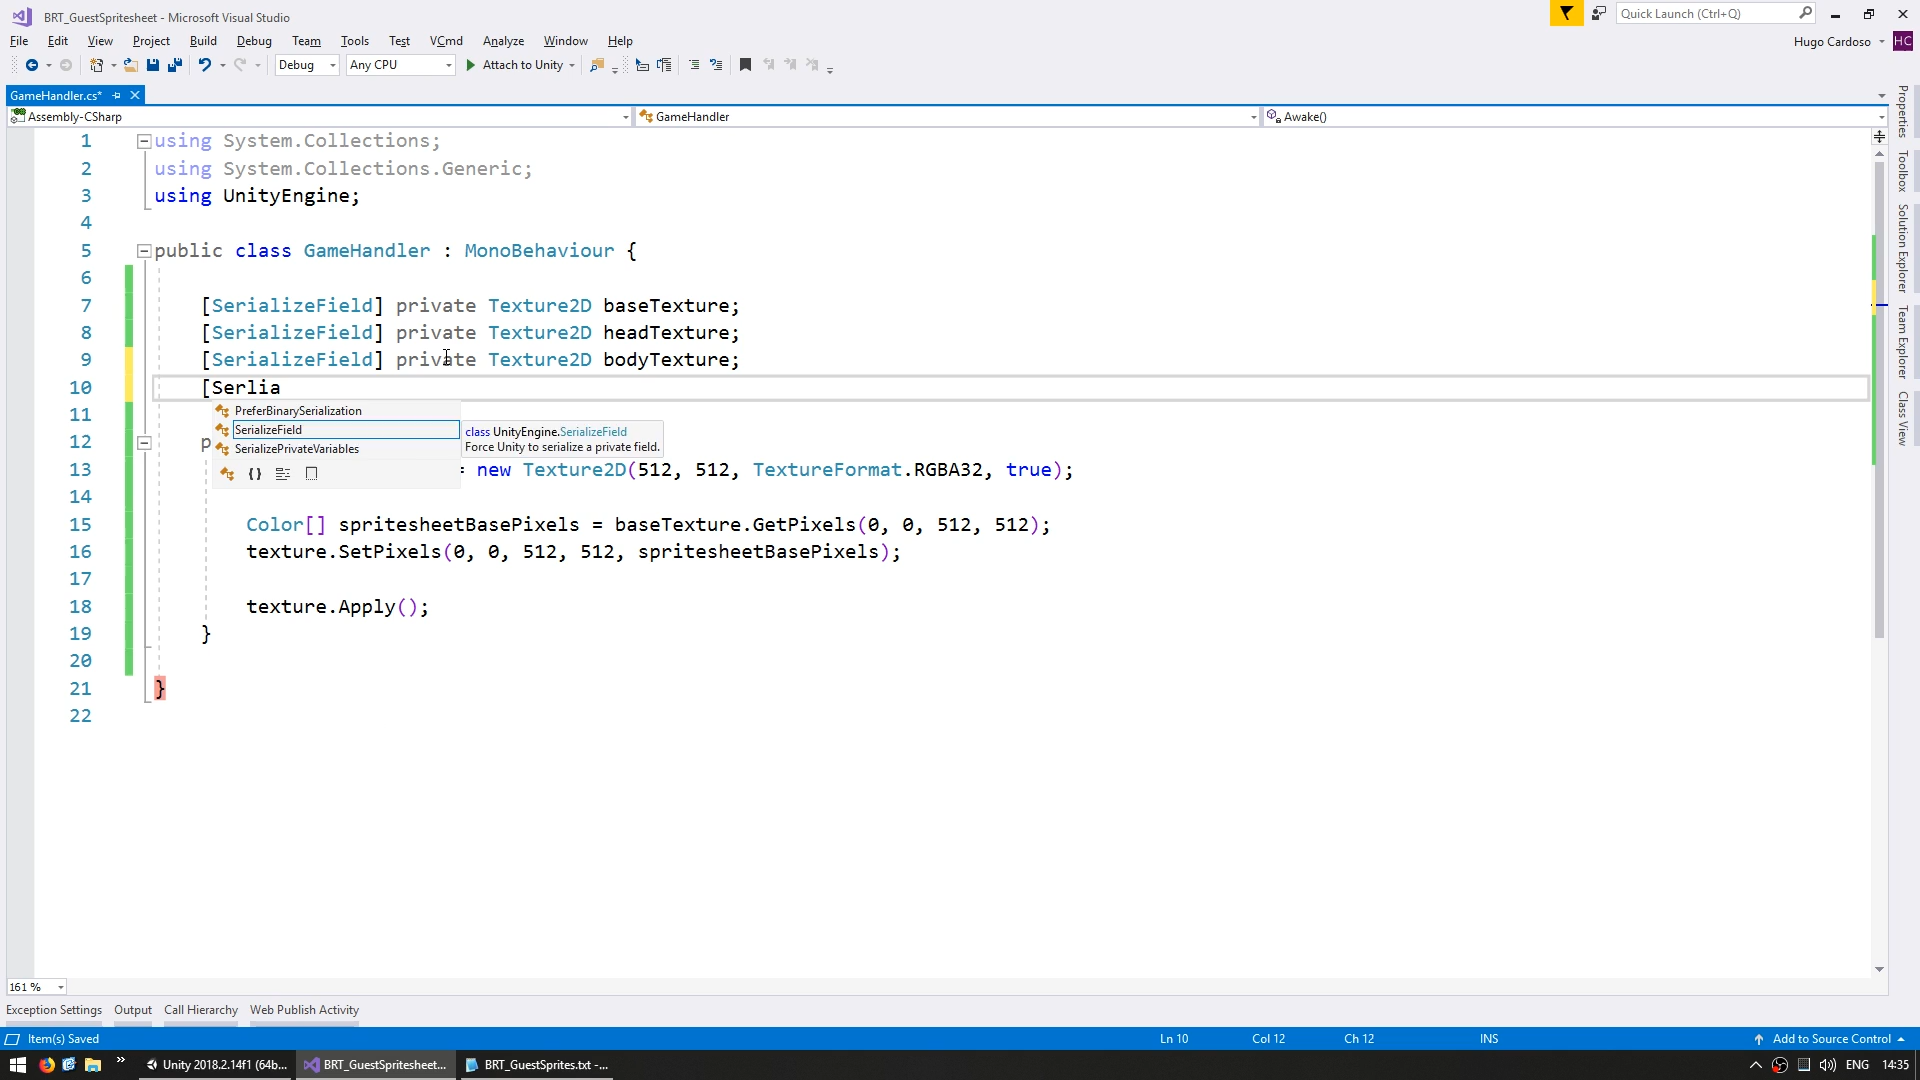 BRT_GuestSpritesheet - Microsoft Visual Studio
Quick Launch (Ctrl+Q)
File Edit View Project Build Debug Team Tools Test VCmd Analyze Window Help
Hugo Cardoso HC
Debug Any CPU Attach to Unity
GameHandler.cs*
Assembly-CSharp GameHandler Awake()
1 using System.Collections;
2 using System.Collections.Generic;
3 using UnityEngine;
4
5 public class GameHandler : MonoBehaviour {
6
7 [SerializeField] private Texture2D baseTexture;
8 [SerializeField] private Texture2D headTexture;
9 [SerializeField] private Texture2D bodyTexture;
10 [Serlia
11 PreferBinarySerialization
SerializeField
class UnityEngine.SerializeField
12 p
SerializePrivateVariables
Force Unity to serialize a private field.
13 = new Texture2D(512, 512, TextureFormat.RGBA32, true);
14
15 Color[] spritesheetBasePixels = baseTexture.GetPixels(0, 0, 512, 512);
16 texture.SetPixels(0, 0, 512, 512, spritesheetBasePixels);
17
18 texture.Apply();
19 }
20
21 }
22
Properties
Toolbox
Solution Explorer
Team Explorer
Class View
161 %
Exception Settings Output Call Hierarchy Web Publish Activity
Item(s) Saved Ln 10 Col 12 Ch 12 INS Add to Source Control
Unity 2018.2.14f1 (64b... BRT_GuestSpritesheet... BRT_GuestSprites.txt -... ENG 14:35